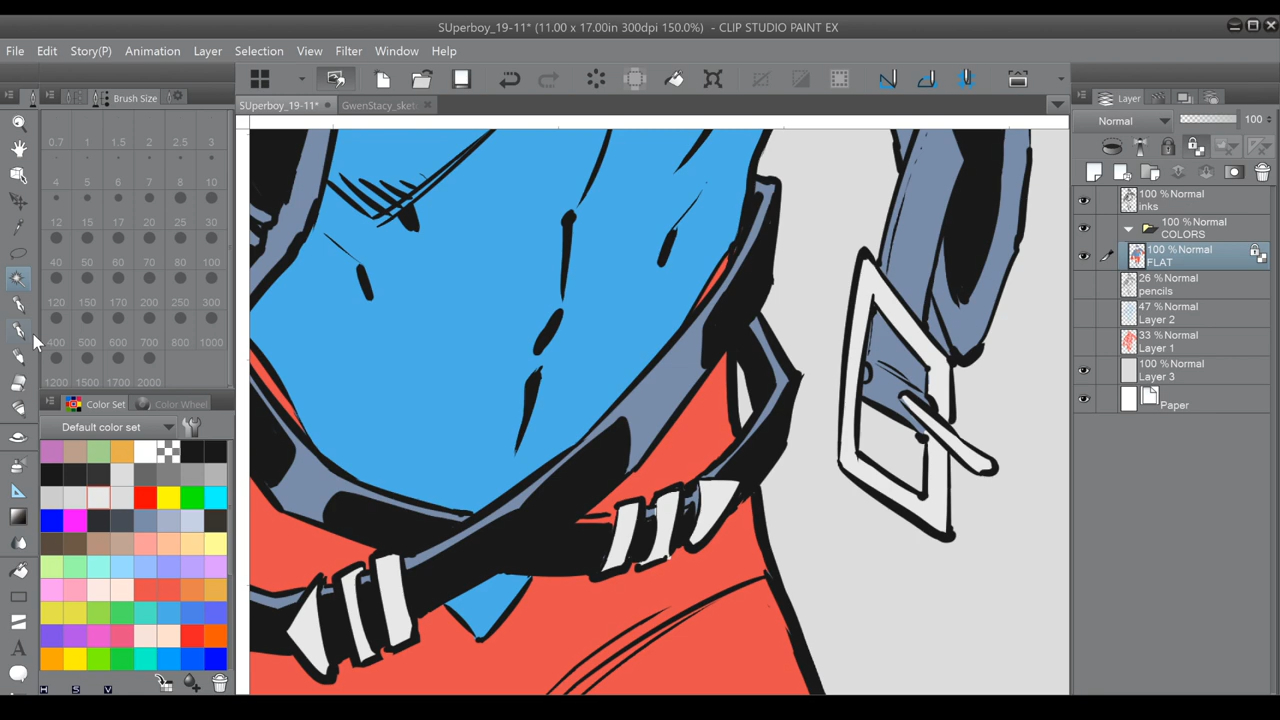 SUperboy_19-11* (11.00 x 17.00in 300dpi 150.0%) - CLIP STUDIO PAINT EX
File Edit Story(P) Animation Layer Selection View Filter Window Help
Brush Size
SUperboy_19-11* GwenStacy_sketc
Layer
Normal 100
0.7 1 1.5 2 2.5 3
4 5 6 7 8 10
12 15 17 20 25 30
40 50 60 70 80 100
120 150 170 200 250 300
400 500 600 700 800 1000
1200 1500 1700 2000
Color Set Color Wheel
Default color set
H S V
A
100 % Normal
inks
100 % Normal
COLORS
100 % Normal
FLAT
26 % Normal
pencils
47 % Normal
Layer 2
33 % Normal
Layer 1
100 % Normal
Layer 3
Paper